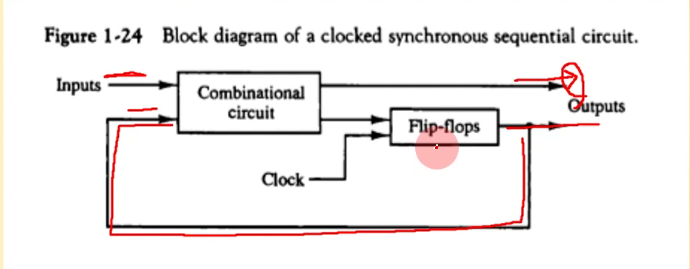 Figure 1-24 Block diagram of a clocked synchronous sequential circuit.
Inputs
Combinational
circuit
Outputs
Flip-flops
Clock